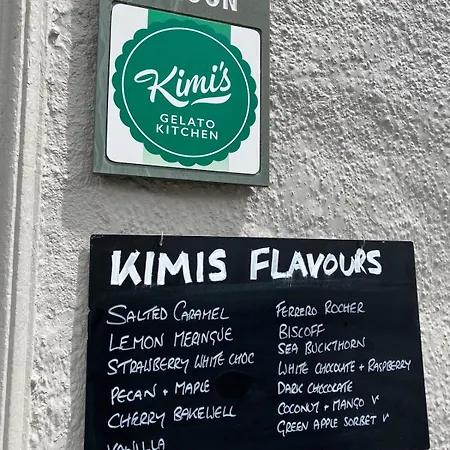 Kimi's
GELATO
KITCHEN
KIMIS FLAVOURS
SALTED CARAMEL
LEMON MERINGUE
STRAWBERRY WHITE CHOC
PECAN + MAPLE
CHERRY BAKEWELL
VANILLA
FERRERO ROCHER
BISCOFF
SEA BUCKTHORN
WHITE CHOCOLATE + RASPBERRY
DARK CHOCOLATE
COCONUT + MANGO V
GREEN APPLE SORBET V